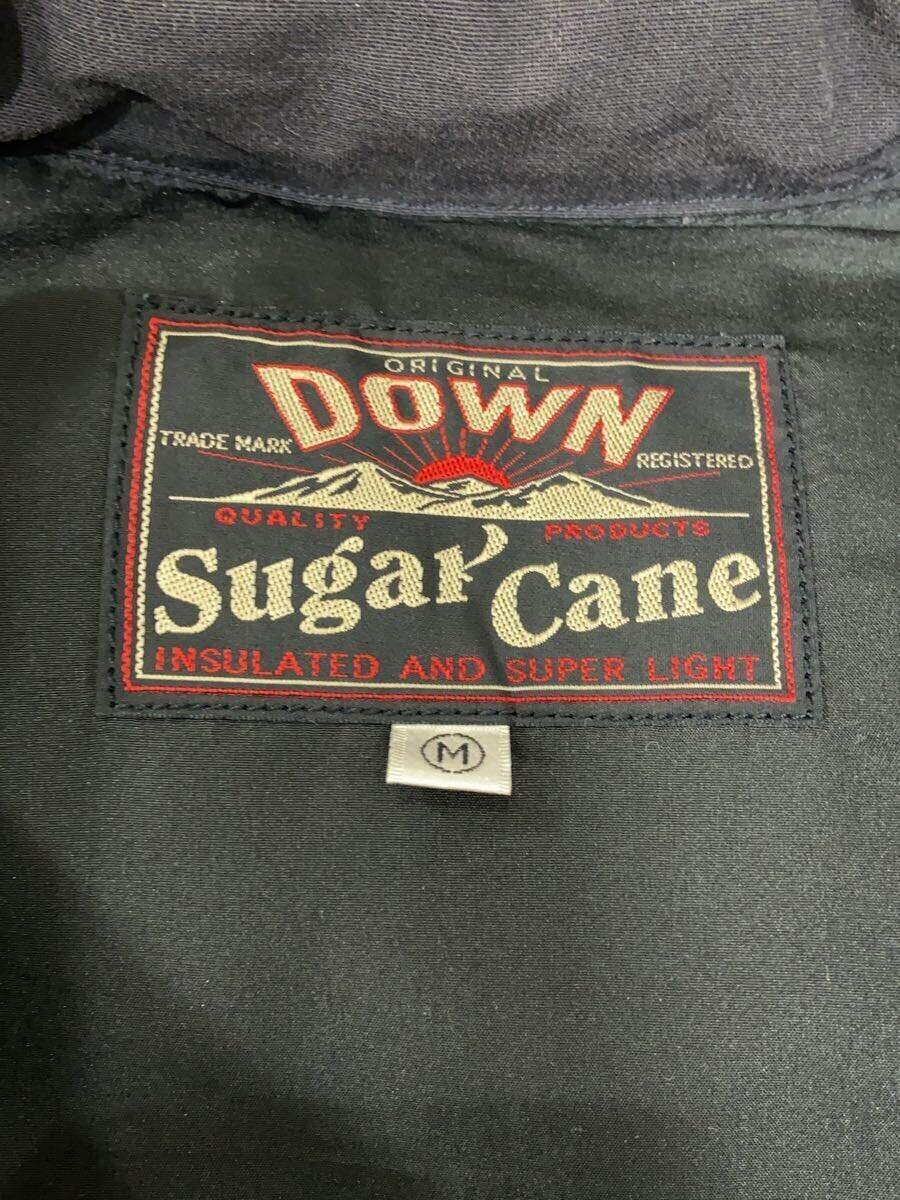 ORIGINAL
DOWN
TRADE MARK
REGISTERED
QUALITY PRODUCTS
Sugar Cane
INSULATED AND SUPER LIGHT
M